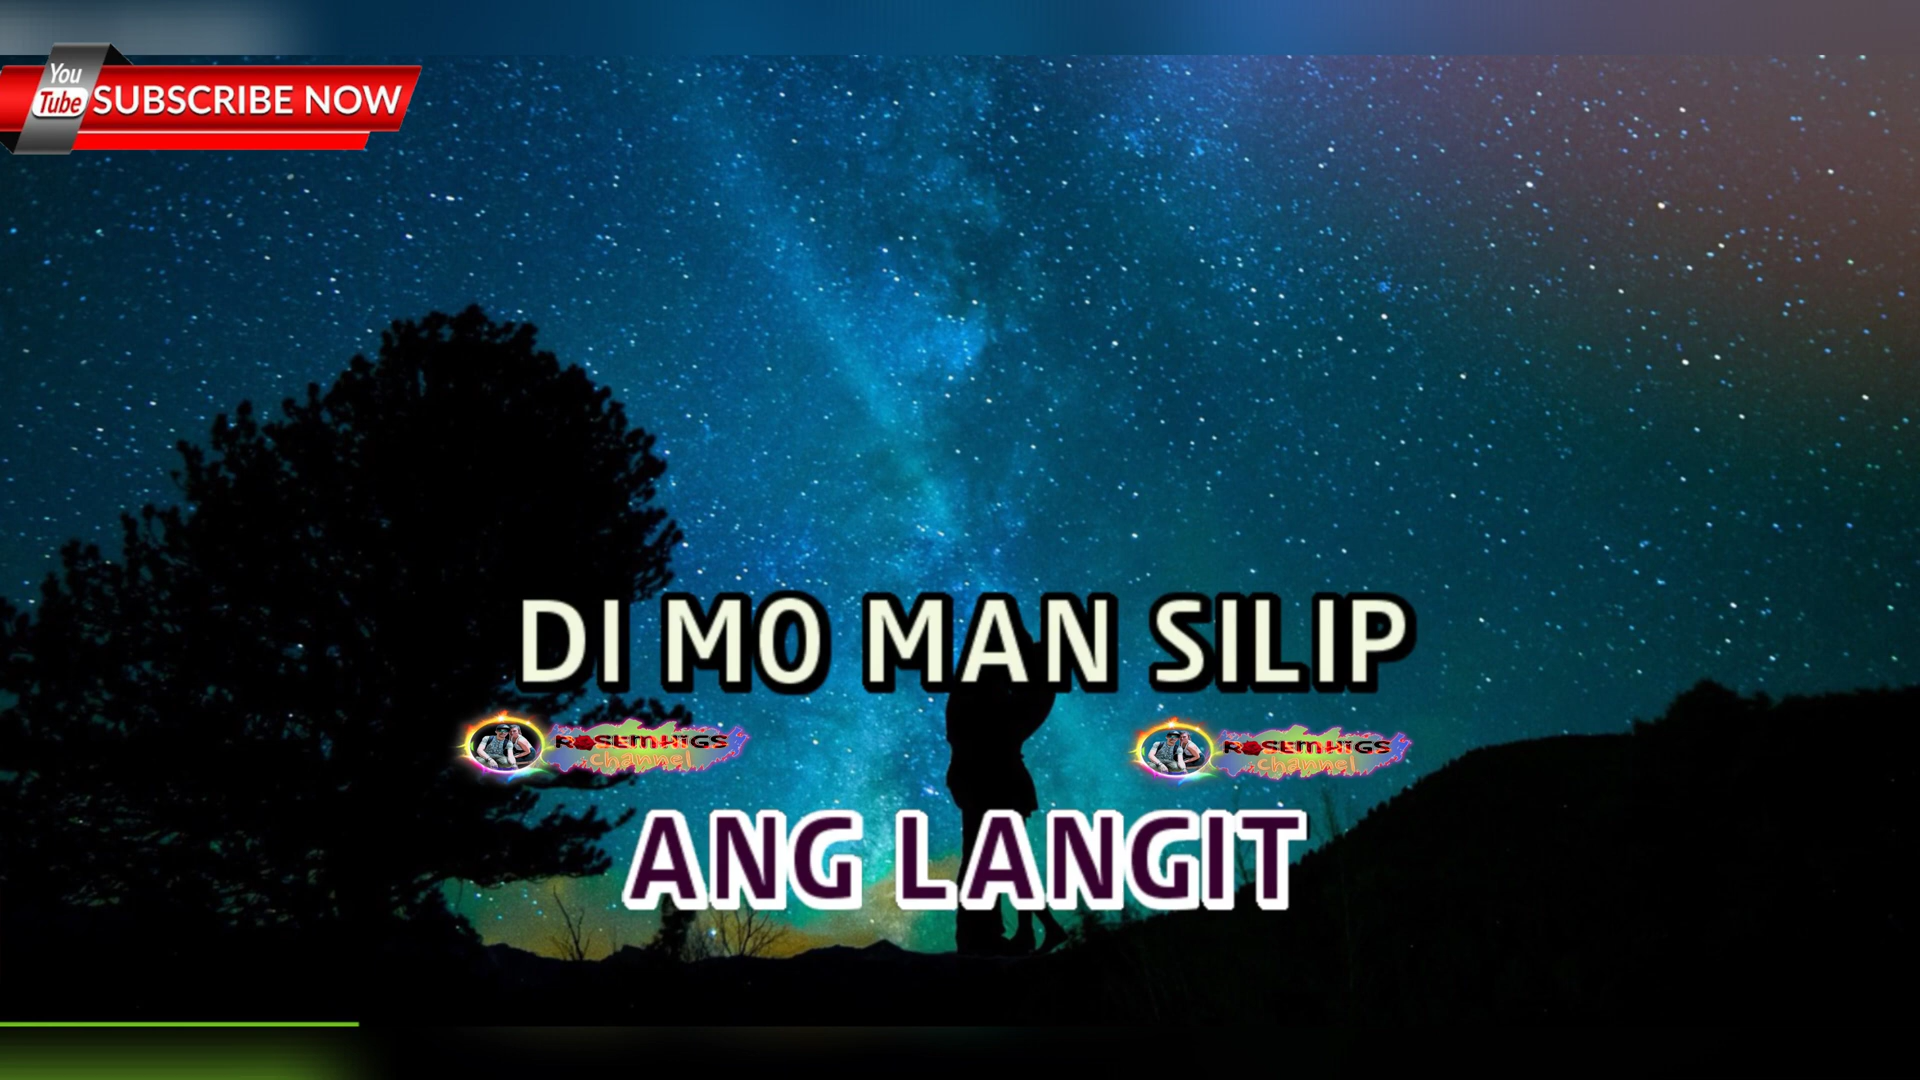 You
Tube SUBSCRIBE NOW
DI MO MAN SILIP
ROSEMHIGS
channel
ROSEMHIGS
channel
ANG LANGIT